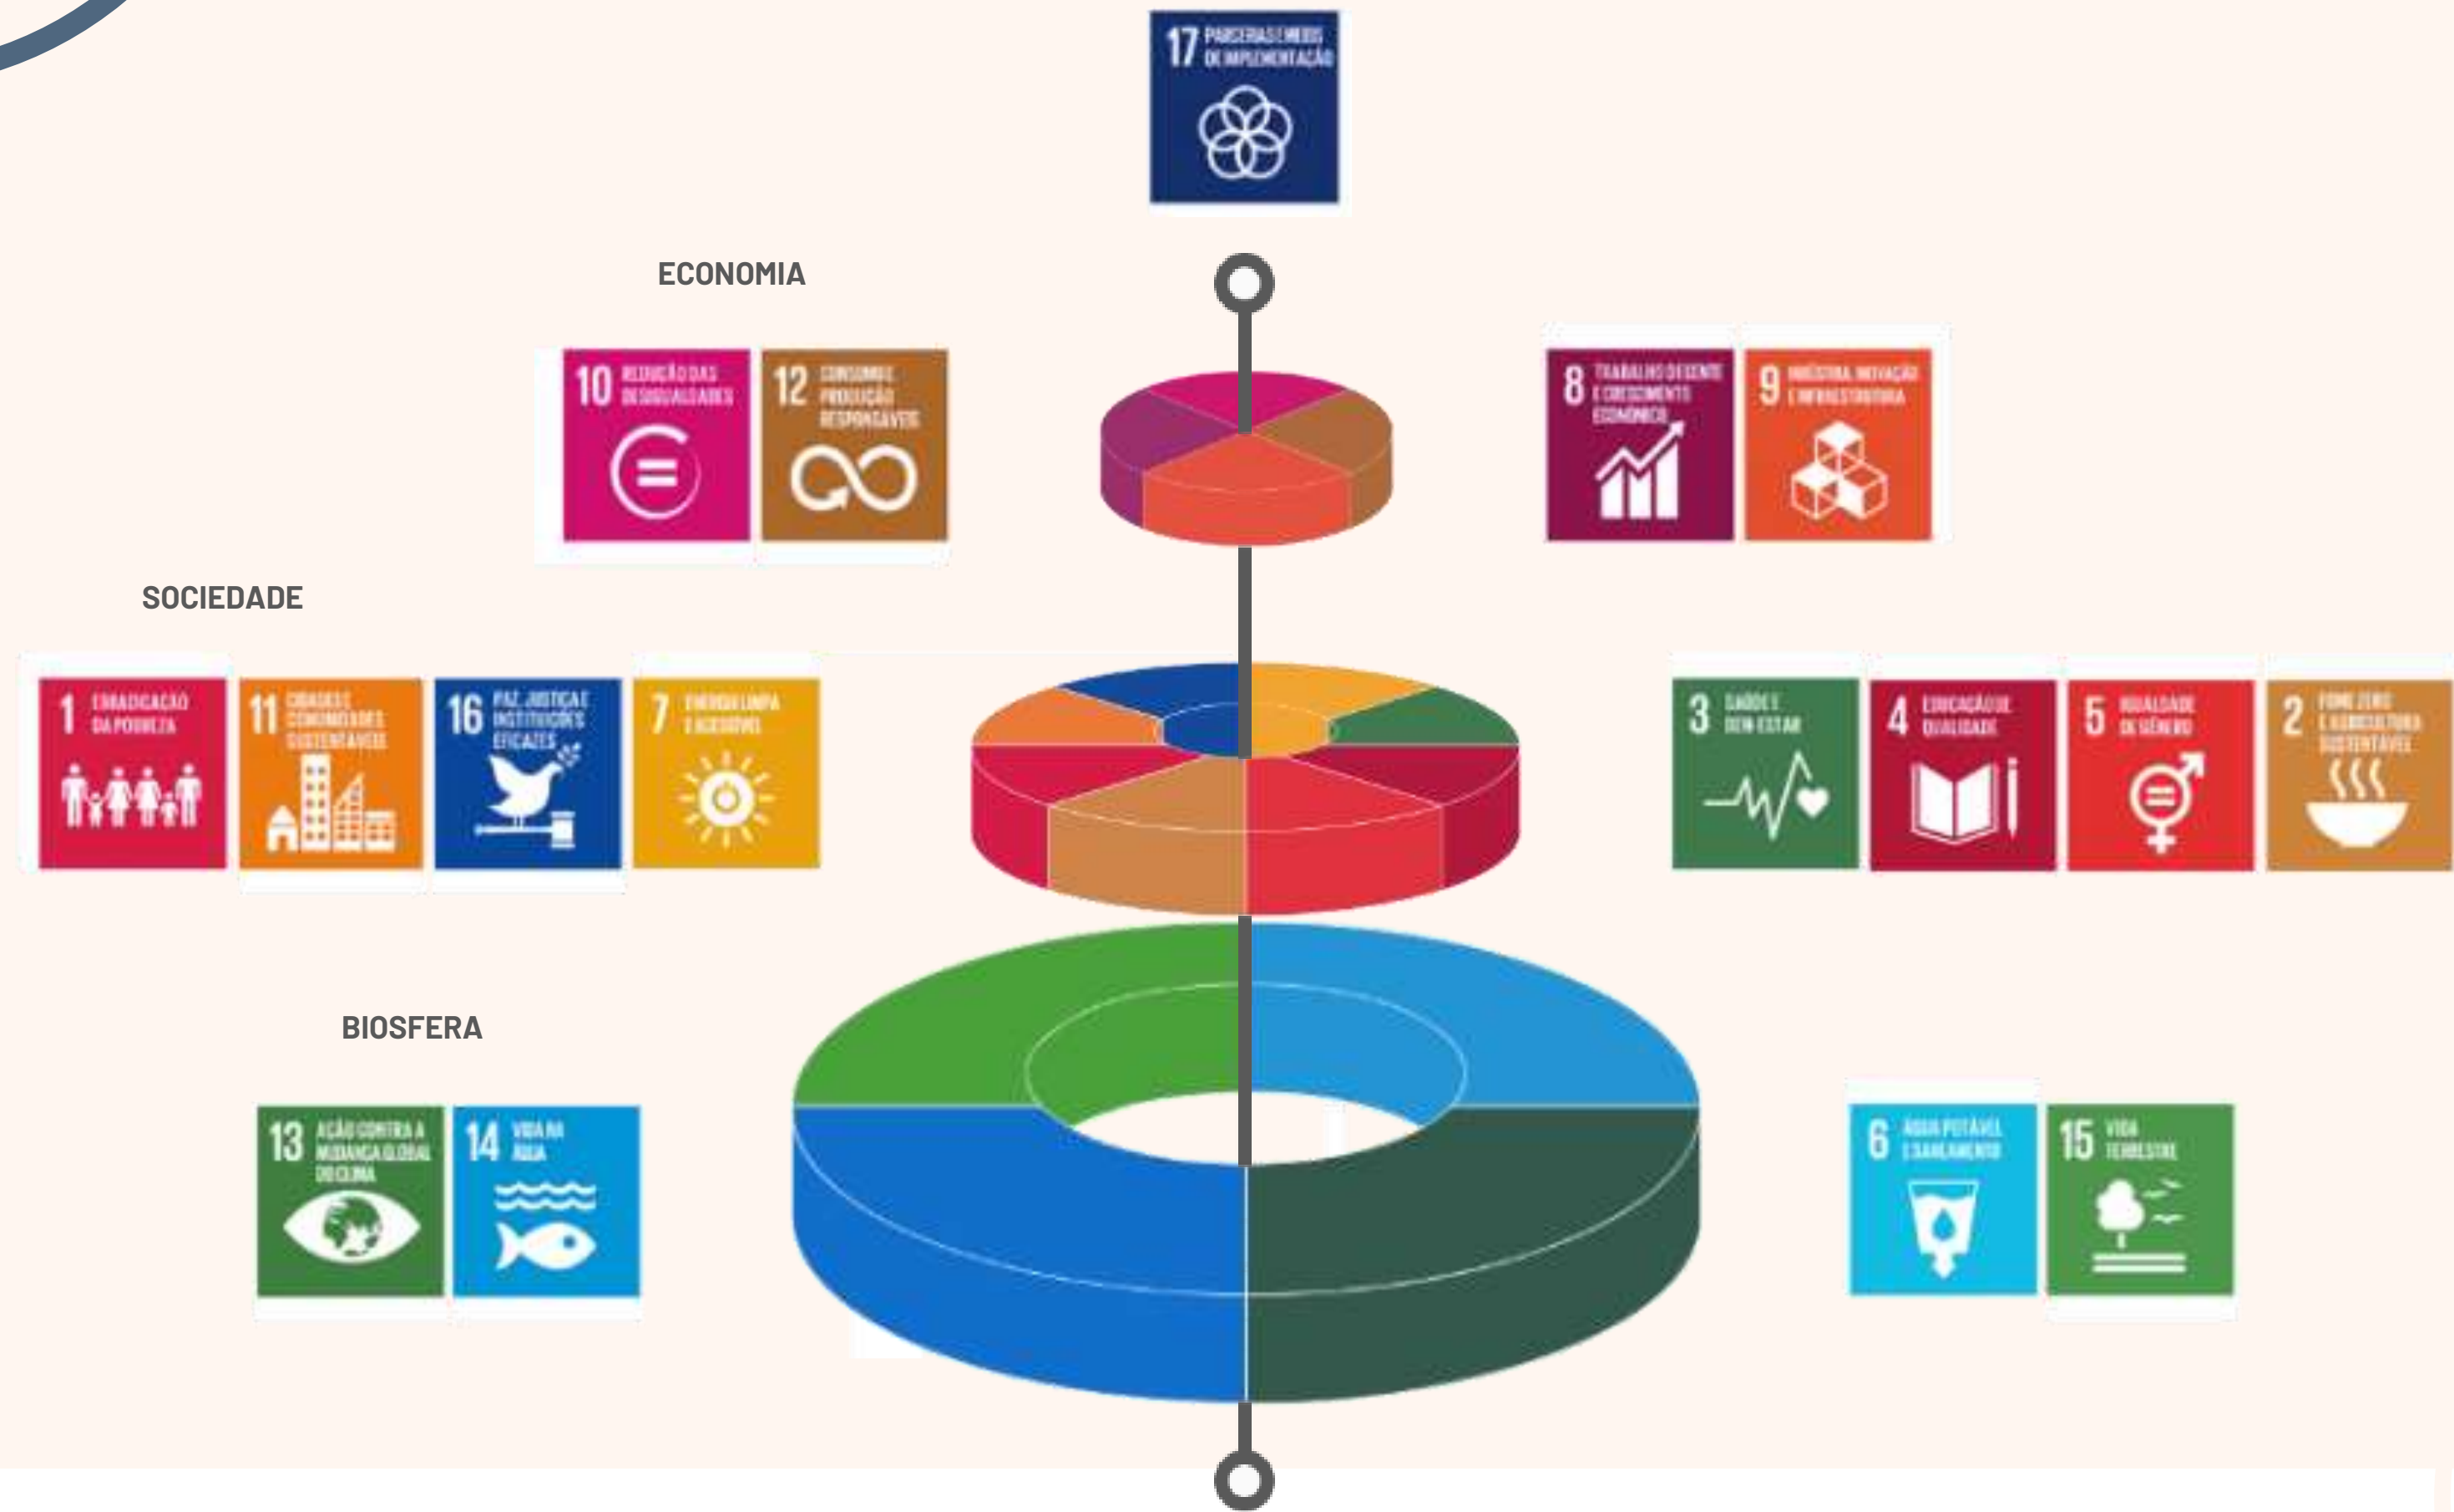 17 PARCERIAS E MEIOS
DE IMPLEMENTAÇÃO
ECONOMIA
10 REDUÇÃO DAS
DESIGUALDADES
12 CONSUMO E
PRODUÇÃO
RESPONSÁVEIS
8 TRABALHO DECENTE
E CRESCIMENTO
ECONÔMICO
9 INDÚSTRIA, INOVAÇÃO
E INFRAESTRUTURA
SOCIEDADE
1 ERRADICAÇÃO
DA POBREZA
11 CIDADES E
COMUNIDADES
SUSTENTÁVEIS
16 PAZ, JUSTIÇA E
INSTITUIÇÕES
EFICAZES
7 ENERGIA LIMPA
E ACESSÍVEL
3 SAÚDE E
BEM-ESTAR
4 EDUCAÇÃO DE
QUALIDADE
5 IGUALDADE
DE GÊNERO
2 FOME ZERO
E AGRICULTURA
SUSTENTÁVEL
BIOSFERA
13 AÇÃO CONTRA A
MUDANÇA GLOBAL
DO CLIMA
14 VIDA NA
ÁGUA
6 ÁGUA POTÁVEL
E SANEAMENTO
15 VIDA
TERRESTRE